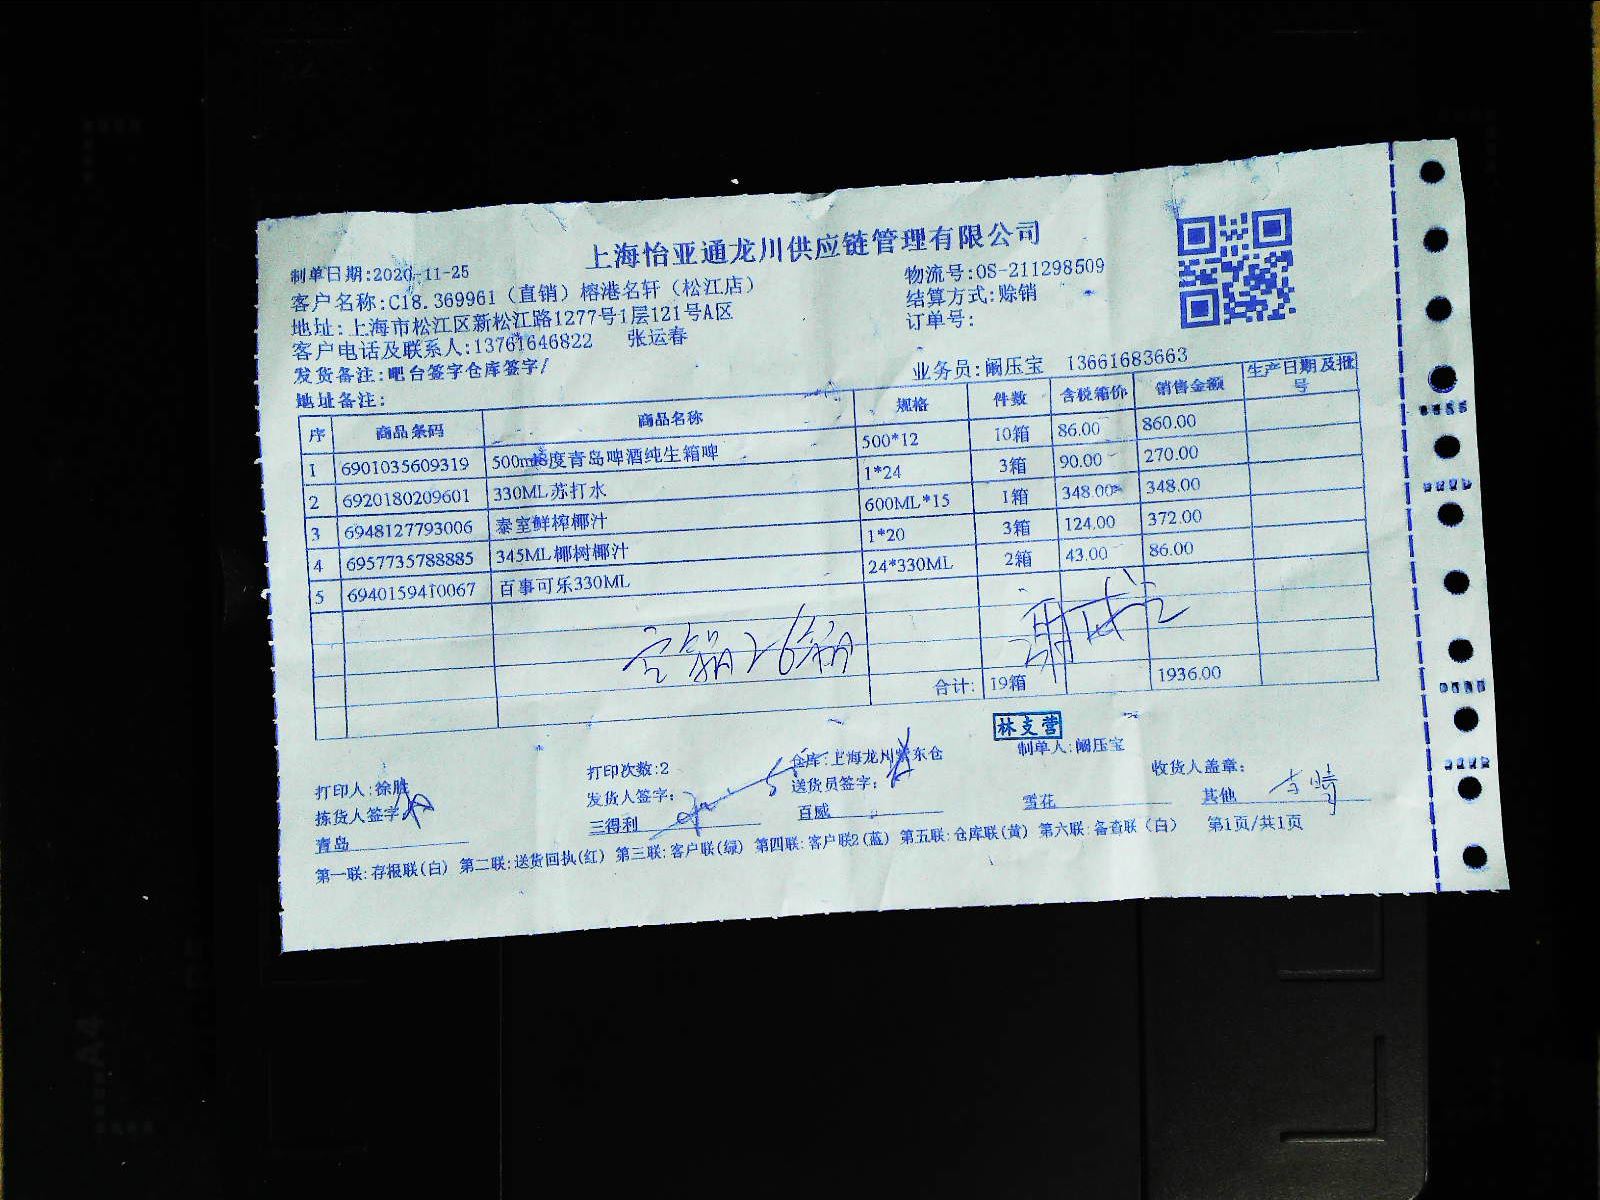 上海怡亚通龙川供应链管理有限公司
制单日期:2020-11-25 物流号:OS-211298509
客户名称:C18.369961（直销）榕港名轩（松江店） 结算方式:赊销
地址:上海市松江区新松江路1277号1层121号A区 订单号:
客户电话及联系人:13761646822 张运春
发货备注:吧台签字仓库签字/ 业务员:阚压宝 13661683663
地址备注:
序 商品条码 商品名称 规格 件数 含税箱价 销售金额 生产日期及批号
1 6901035609319 500ml8度青岛啤酒纯生箱啤 500*12 10箱 86.00 860.00
2 6920180209601 330ML苏打水 1*24 3箱 90.00 270.00
3 6948127793006 泰室鲜榨椰汁 600ML*15 1箱 348.00 348.00
4 6957735788885 345ML椰树椰汁 1*20 3箱 124.00 372.00
5 6940159410067 百事可乐330ML 24*330ML 2箱 43.00 86.00
空箱26箱
合计: 19箱 1936.00
林支营
打印人:徐胜 打印次数:2 仓库:上海龙川 东仓 制单人:阚压宝
拣货人签字 发货人签字: 送货员签字: 收货人盖章:
青岛 三得利 百威 雪花 其他
第一联:存根联(白) 第二联:送货回执(红) 第三联:客户联(绿) 第四联:客户联2(蓝) 第五联:仓库联(黄) 第六联:备查联（白） 第1页/共1页